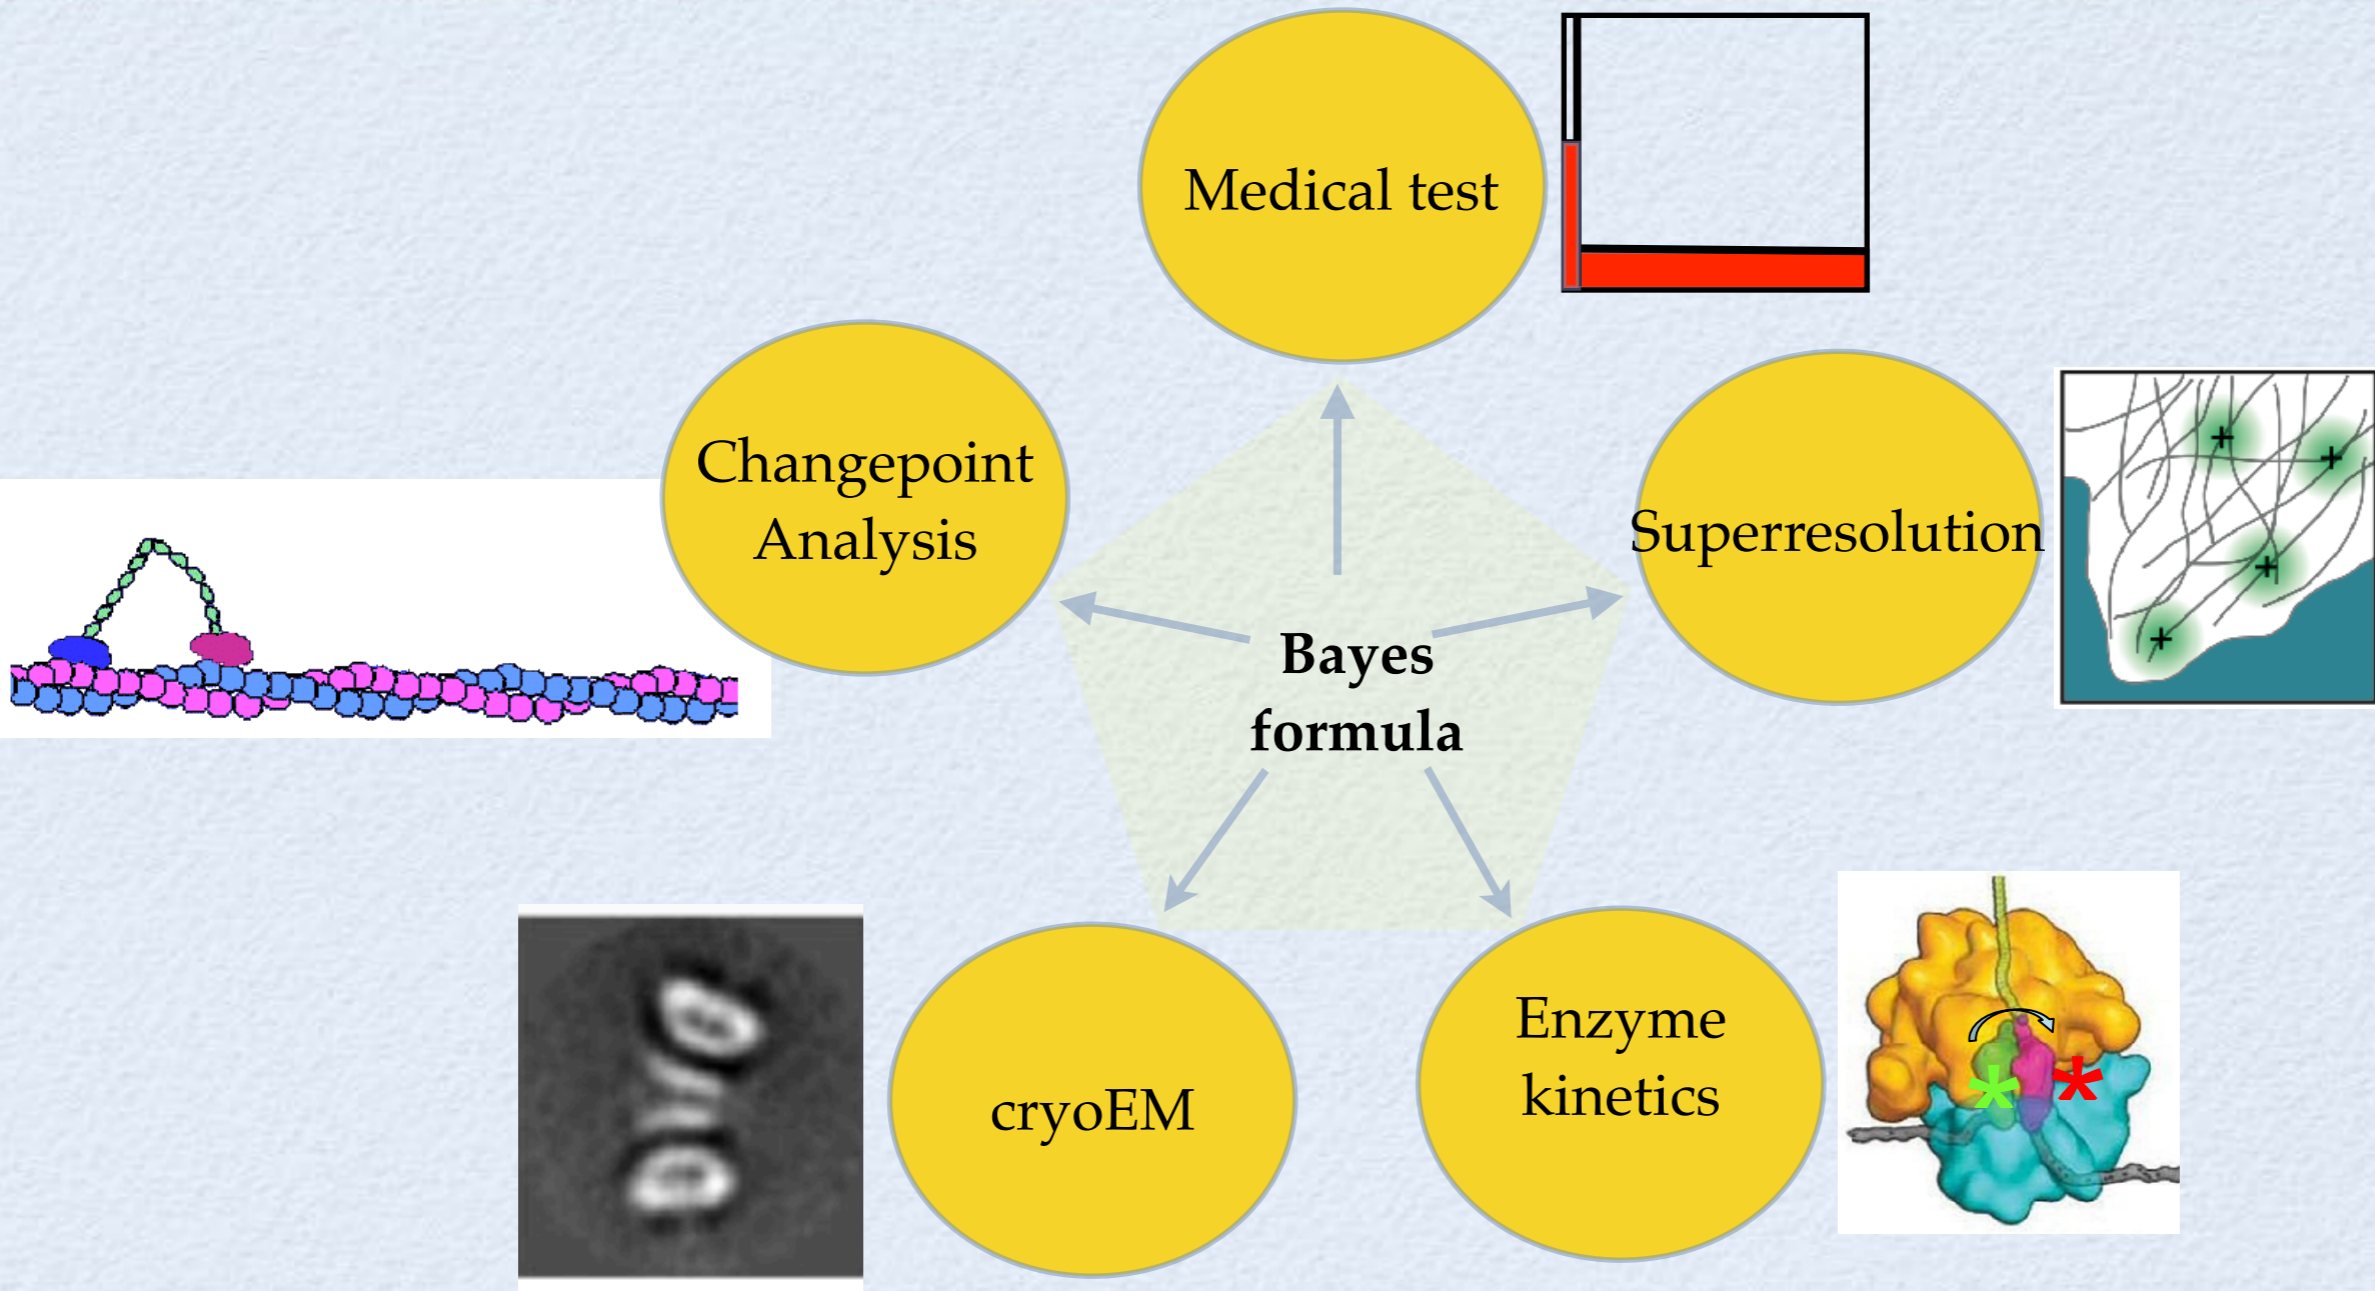 Medical test
Changepoint
Analysis
Superresolution
Bayes
formula
cryoEM
Enzyme
kinetics